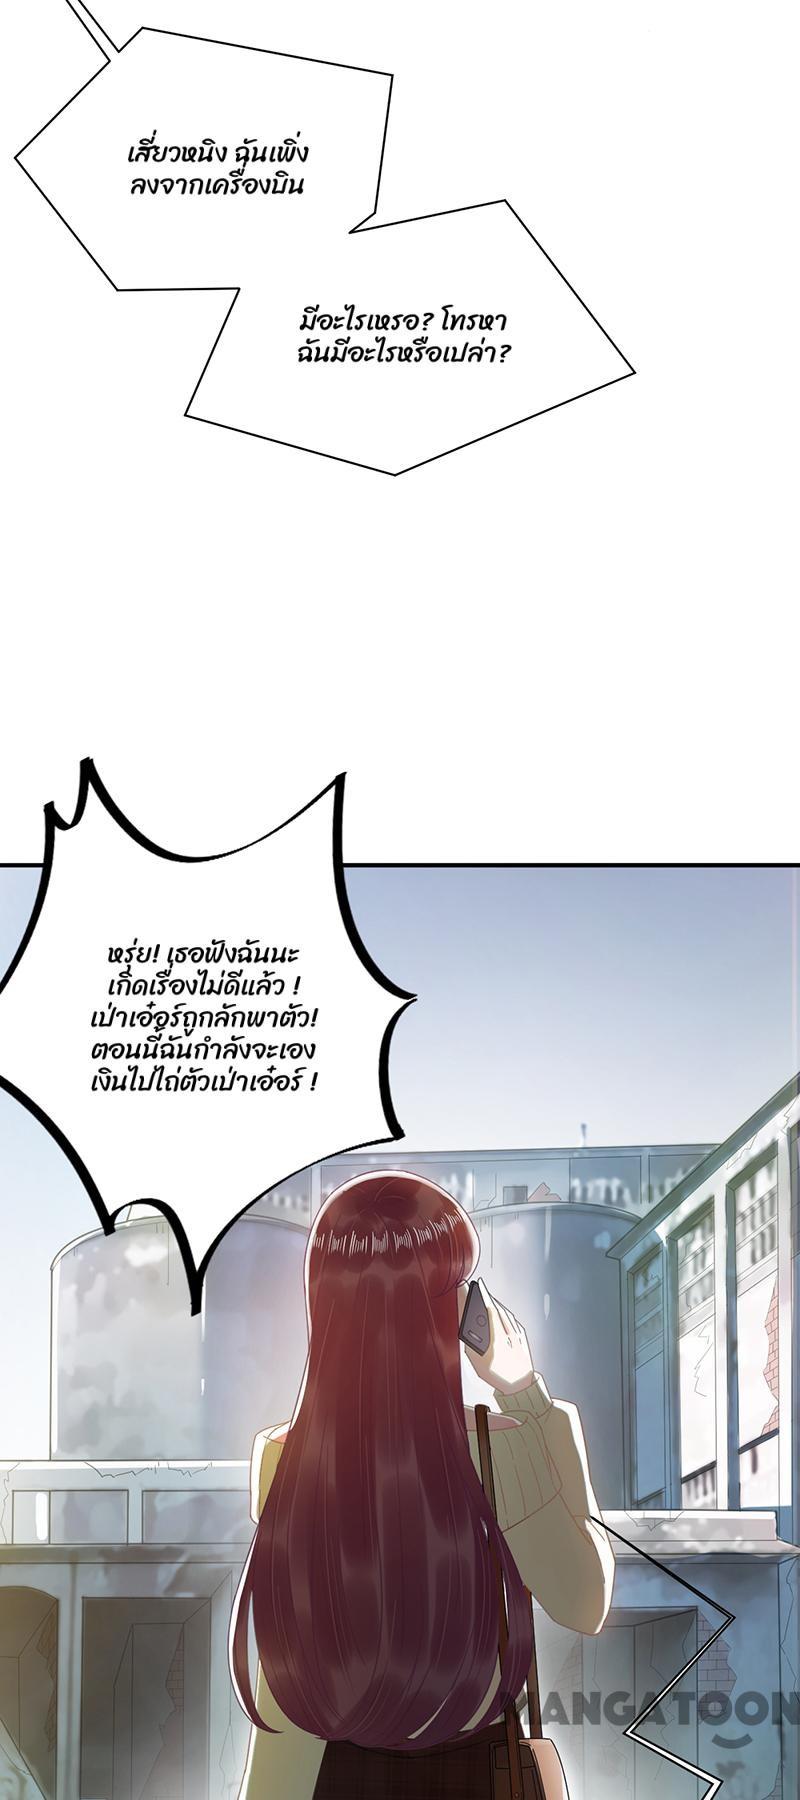 เสี่ยวหนิง ฉันเพิ่ง
ลงจากเครื่องบิน
มีอะไรเหรอ? โทรหา
ฉันมีอะไรหรือเปล่า?
หรุ่ย! เธอฟังฉันนะ
เกิดเรื่องไม่ดีแล้ว !
เป่าเอ๋อร์ถูกลักพาตัว!
ตอนนี้ฉันกำลังจะเอง
เงินไปไถ่ตัวเป่าเอ๋อร์ !
MANGATOON